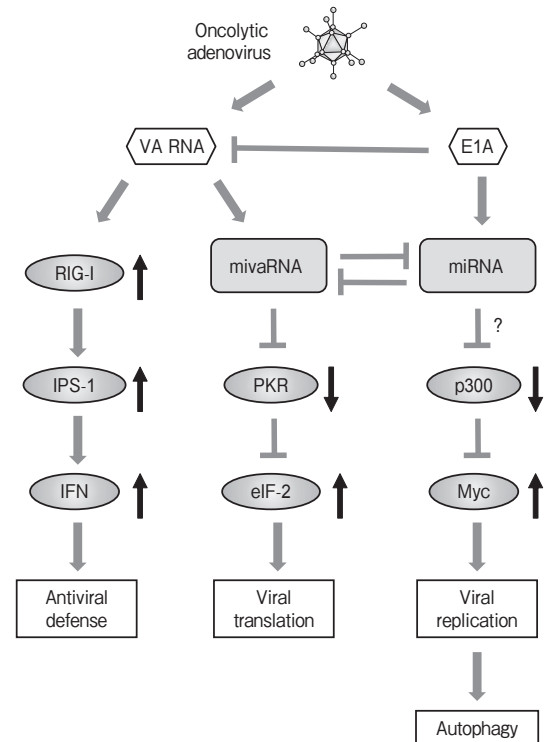 Oncolytic
adenovirus
VA RNA
E1A
RIG-I
mivaRNA
miRNA
?
IPS-1
PKR
p300
IFN
eIF-2
Myc
Antiviral
defense
Viral
translation
Viral
replication
Autophagy